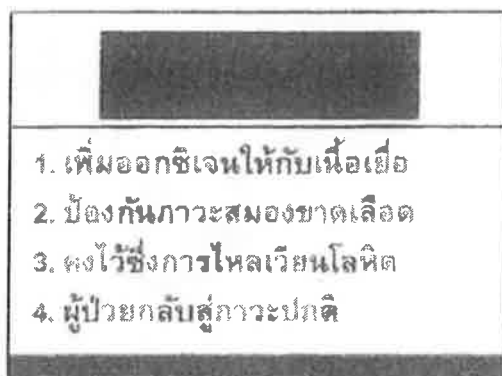 1. เพิ่มออกซิเจนให้กับเนื้อเยื่อ
2. ป้องกันภาวะสมองขาดเลือด
3. คงไว้ซึ่งการไหลเวียนโลหิต
4. ผู้ป่วยกลับสู่ภาวะปกติ